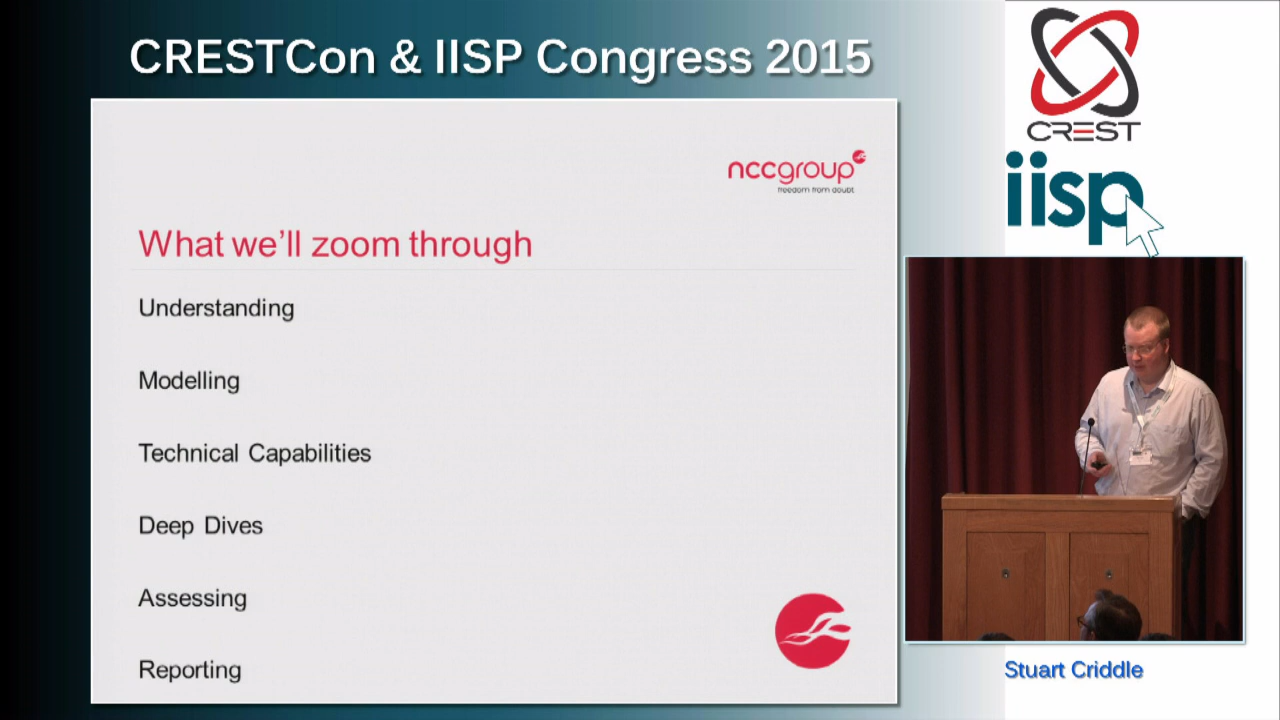 CRESTCon & IISP Congress 2015
CREST
iisp
nccgroup
freedom from doubt
What we'll zoom through
Understanding
Modelling
Technical Capabilities
Deep Dives
Assessing
Reporting
Stuart Criddle